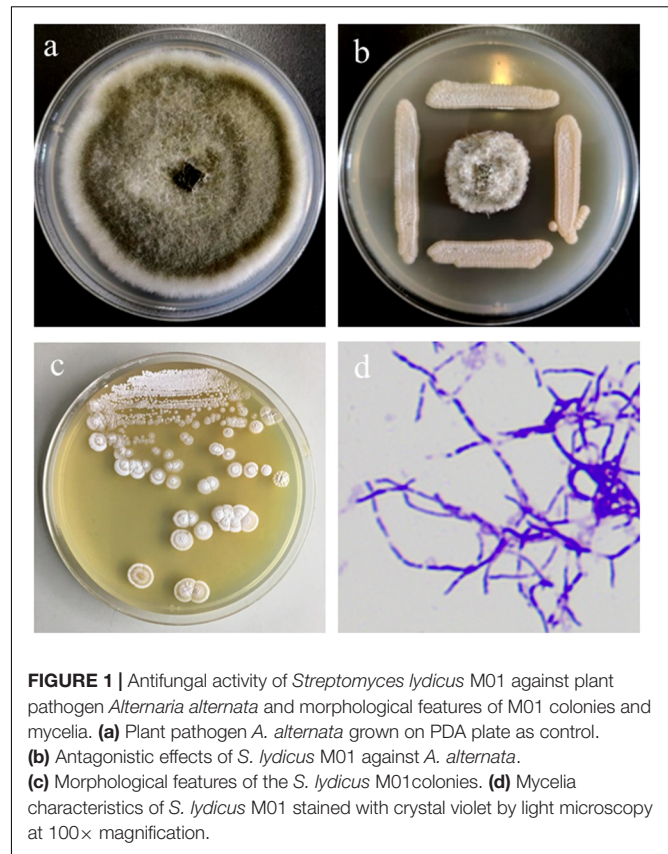 a
b
c
d
FIGURE 1 | Antifungal activity of Streptomyces lydicus M01 against plant
pathogen Alternaria alternata and morphological features of M01 colonies and
mycelia. (a) Plant pathogen A. alternata grown on PDA plate as control.
(b) Antagonistic effects of S. lydicus M01 against A. alternata.
(c) Morphological features of the S. lydicus M01colonies. (d) Mycelia
characteristics of S. lydicus M01 stained with crystal violet by light microscopy
at 100× magnification.